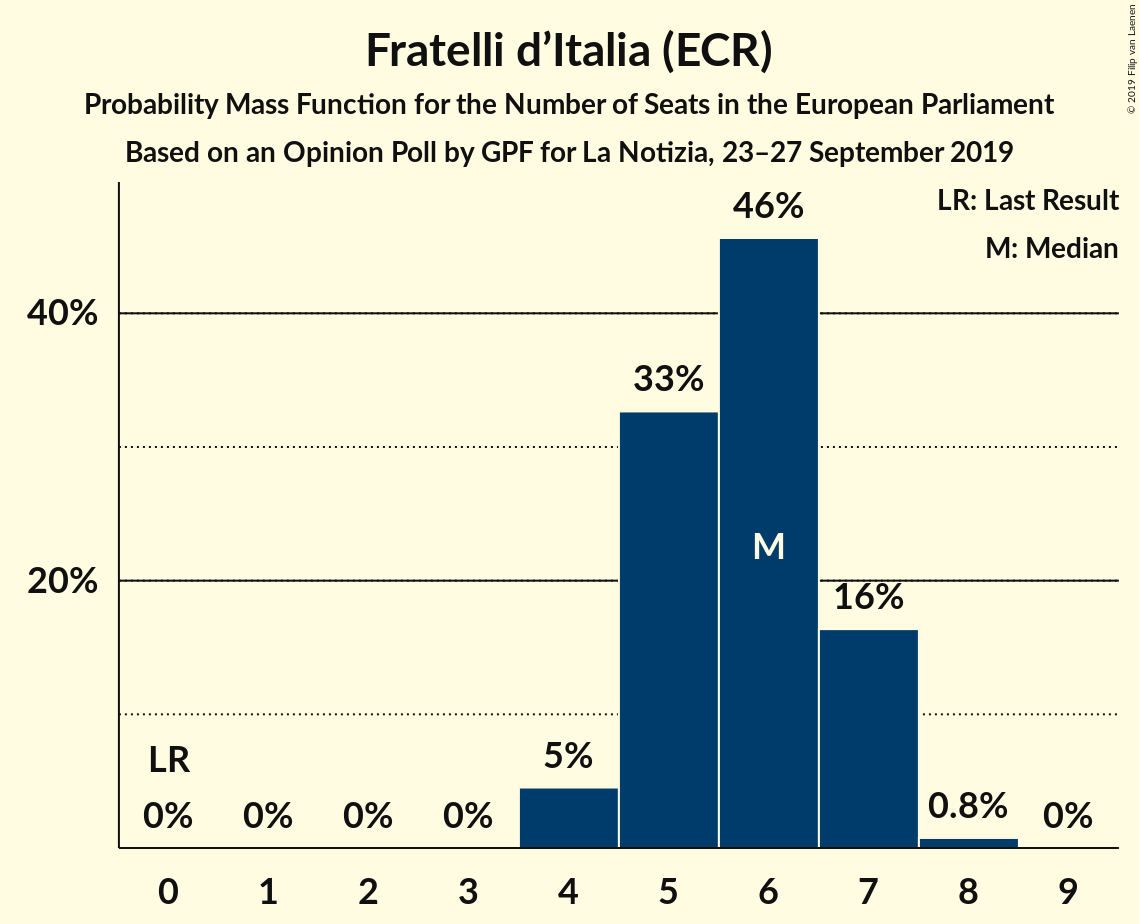 Fratelli d’Italia (ECR)
Probability Mass Function for the Number of Seats in the European Parliament
Based on an Opinion Poll by GPF for La Notizia, 23–27 September 2019
© 2019 Filip van Laenen
LR: Last Result
M: Median
46%
40%
33%
M
20%
16%
LR
5%
0% 0% 0% 0% 0.8% 0%
0 1 2 3 4 5 6 7 8 9